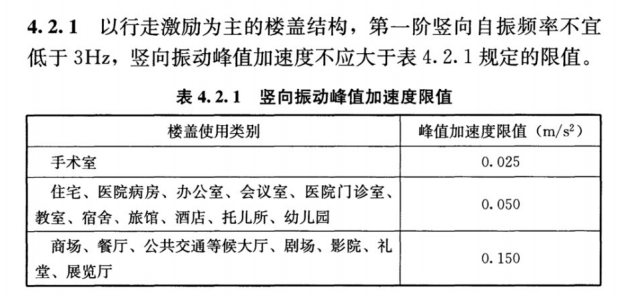 4.2.1 以行走激励为主的楼盖结构，第一阶竖向自振频率不宜
低于3Hz，竖向振动峰值加速度不应大于表4.2.1规定的限值。
表4.2.1 竖向振动峰值加速度限值
楼盖使用类别 峰值加速度限值（m/s²）
手术室 0.025
住宅、医院病房、办公室、会议室、医院门诊室、
教室、宿舍、旅馆、酒店、托儿所、幼儿园
0.050
商场、餐厅、公共交通等候大厅、剧场、影院、礼
堂、展览厅
0.150